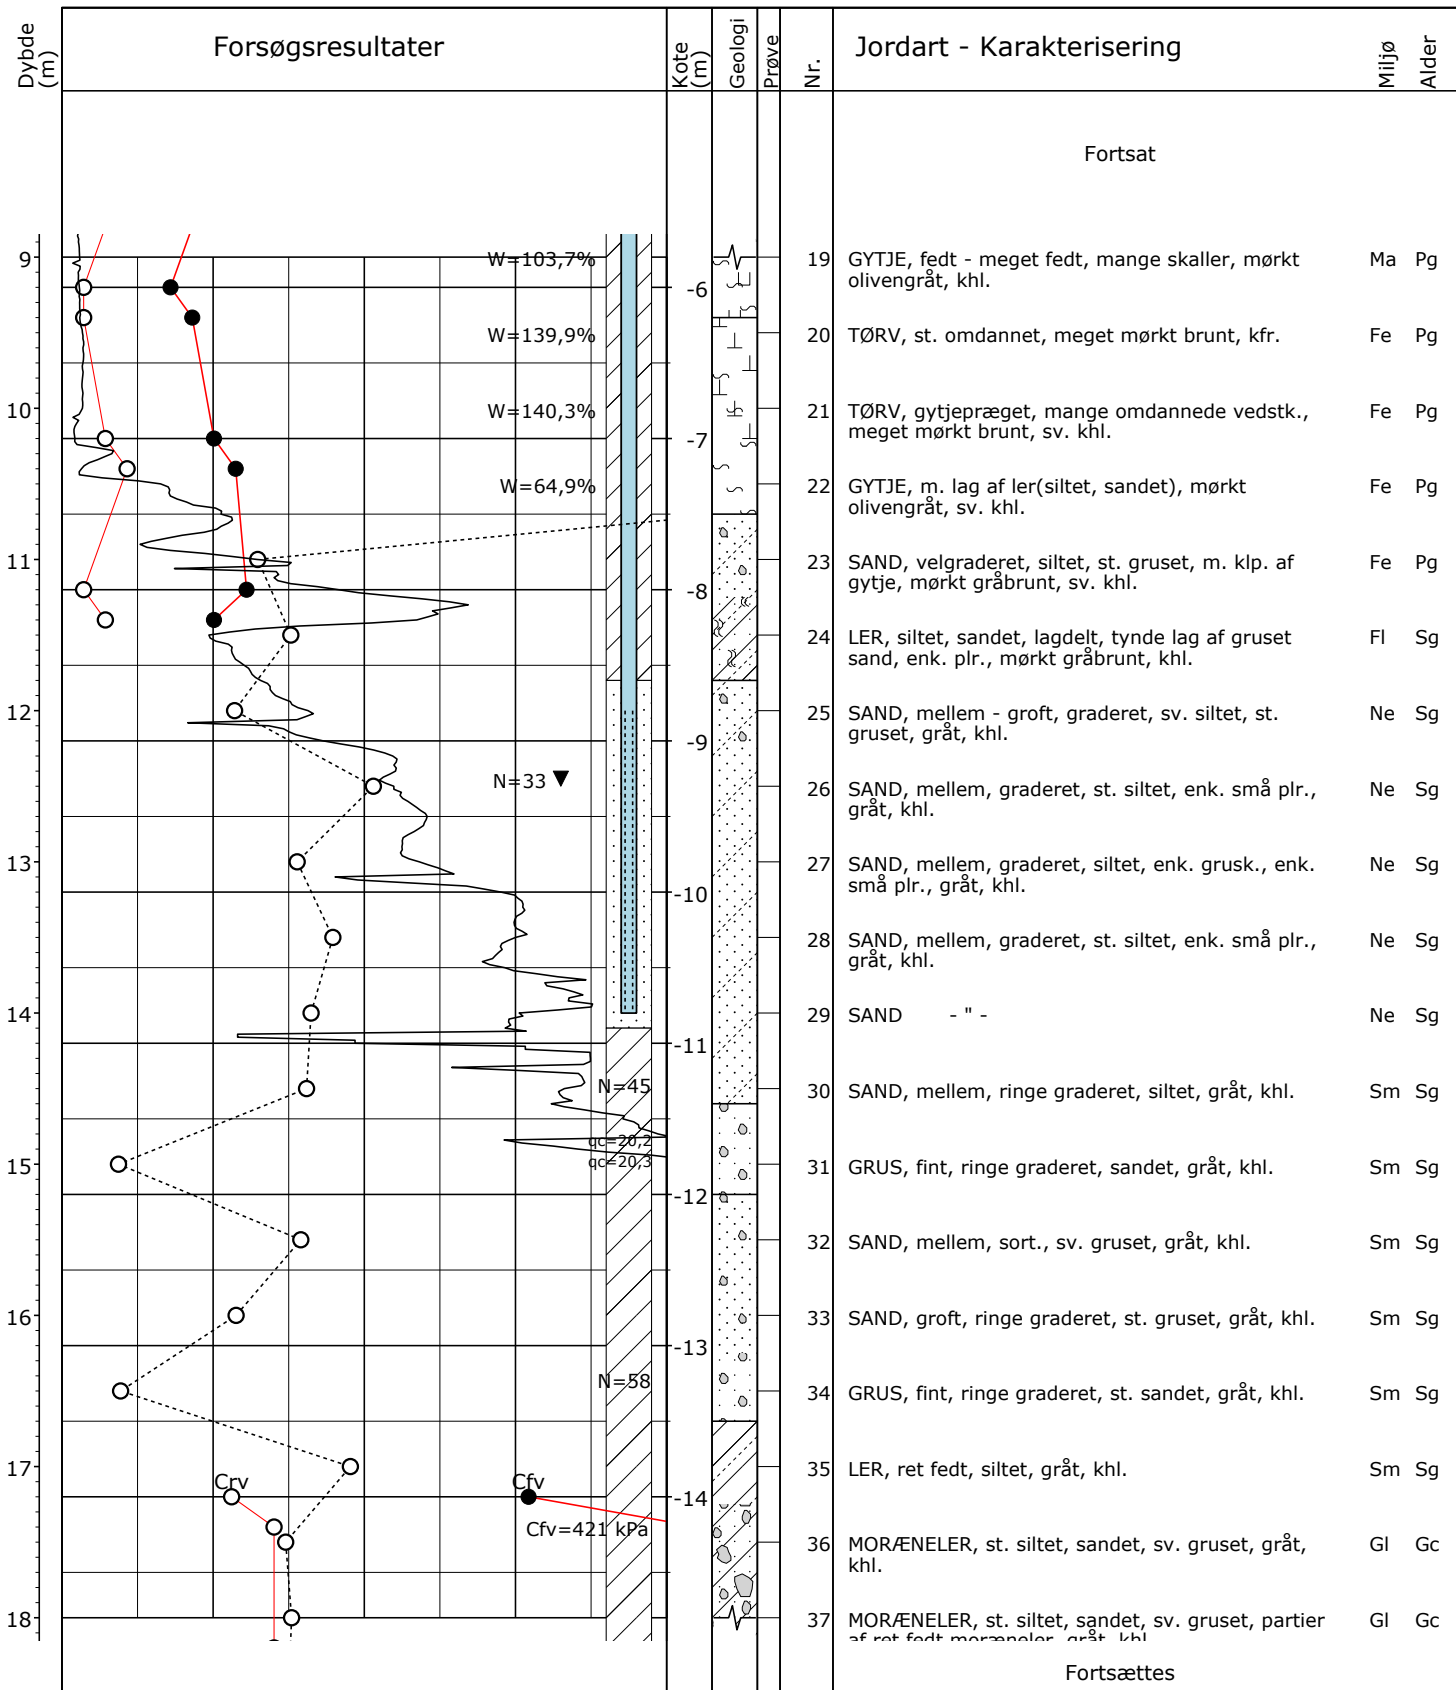 Dybde (m)
Forsøgsresultater
Kote (m)
Geologi
Prøve
Nr.
Jordart - Karakterisering
Miljø
Alder
Fortsat
9
W=103,7%
19 GYTJE, fedt - meget fedt, mange skaller, mørkt Ma Pg
olivengråt, khl.
-6
W=139,9%
20 TØRV, st. omdannet, meget mørkt brunt, kfr. Fe Pg
10
W=140,3%
21 TØRV, gytjepræget, mange omdannede vedstk., Fe Pg
meget mørkt brunt, sv. khl.
-7
W=64,9%
22 GYTJE, m. lag af ler(siltet, sandet), mørkt Fe Pg
olivengråt, sv. khl.
11
23 SAND, velgraderet, siltet, st. gruset, m. klp. af Fe Pg
gytje, mørkt gråbrunt, sv. khl.
-8
24 LER, siltet, sandet, lagdelt, tynde lag af gruset Fl Sg
sand, enk. plr., mørkt gråbrunt, khl.
12
25 SAND, mellem - groft, graderet, sv. siltet, st. Ne Sg
gruset, gråt, khl.
-9
N=33
26 SAND, mellem, graderet, st. siltet, enk. små plr., Ne Sg
gråt, khl.
13
27 SAND, mellem, graderet, siltet, enk. grusk., enk. Ne Sg
små plr., gråt, khl.
-10
28 SAND, mellem, graderet, st. siltet, enk. små plr., Ne Sg
gråt, khl.
14
29 SAND - " - Ne Sg
-11
N=45
30 SAND, mellem, ringe graderet, siltet, gråt, khl. Sm Sg
qc=20,2
15
qc=20,3
31 GRUS, fint, ringe graderet, sandet, gråt, khl. Sm Sg
-12
32 SAND, mellem, sort., sv. gruset, gråt, khl. Sm Sg
16
33 SAND, groft, ringe graderet, st. gruset, gråt, khl. Sm Sg
-13
N=58
34 GRUS, fint, ringe graderet, st. sandet, gråt, khl. Sm Sg
17
35 LER, ret fedt, siltet, gråt, khl. Sm Sg
Crv
Cfv
-14
Cfv=421 kPa
36 MORÆNELER, st. siltet, sandet, sv. gruset, gråt, Gl Gc
khl.
18
37 MORÆNELER, st. siltet, sandet, sv. gruset, partier Gl Gc
af ret fedt moræneler, gråt, khl.
Fortsættes